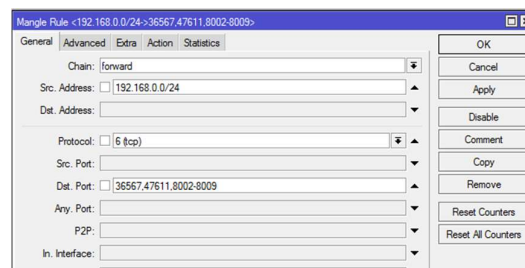 Mangle Rule <192.168.0.0/24->36567,47611,8002-8009>
General Advanced Extra Action Statistics
Chain: forward
Src. Address: 192.168.0.0/24
Dst. Address:
Protocol: 6 (tcp)
Src. Port:
Dst. Port: 36567,47611,8002-8009
Any. Port:
P2P:
In. Interface:
OK
Cancel
Apply
Disable
Comment
Copy
Remove
Reset Counters
Reset All Counters